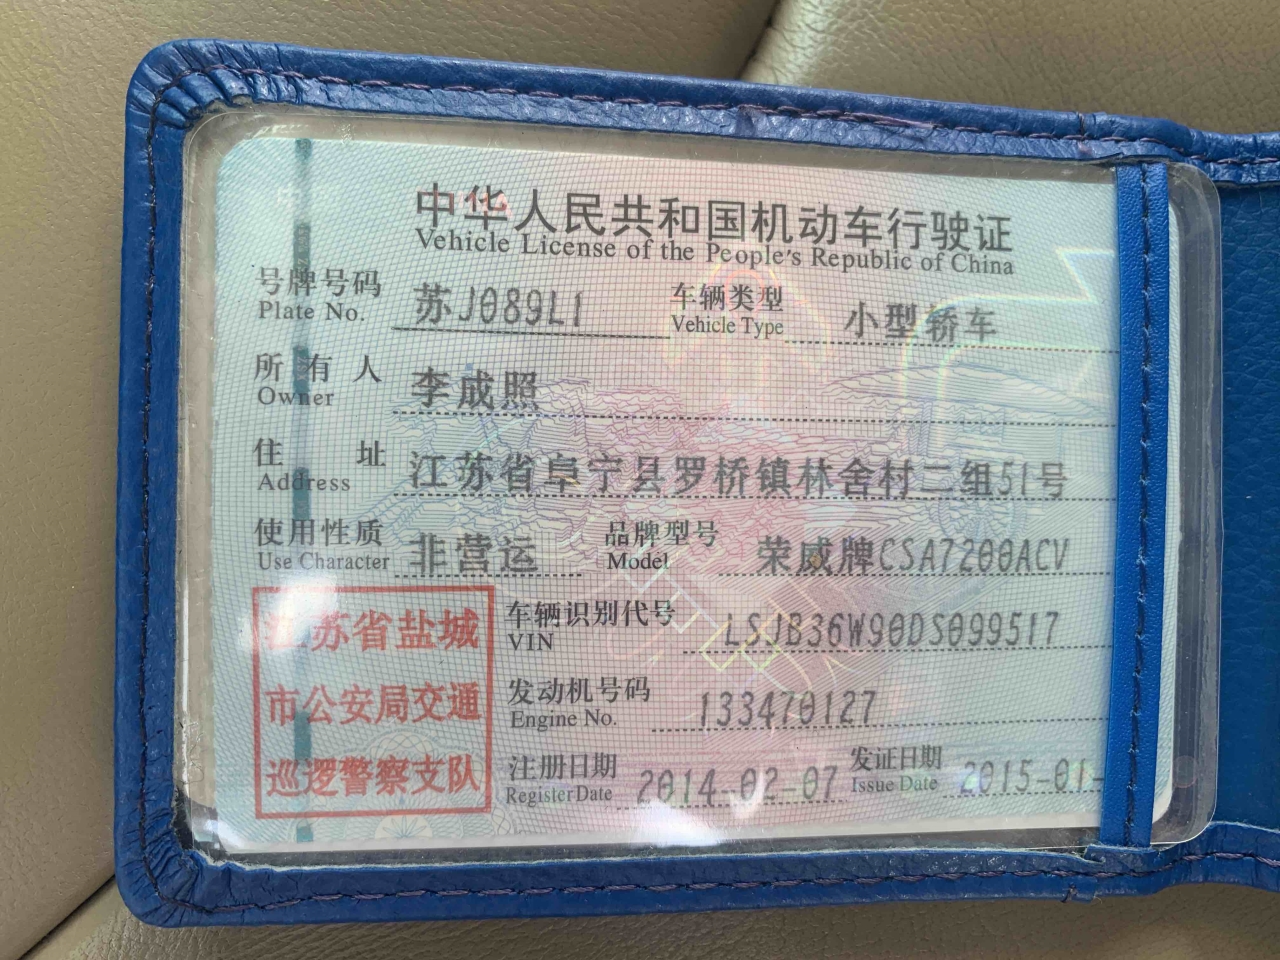 中华人民共和国机动车行驶证
Vehicle License of the People's Republic of China
号牌号码 苏J089L1 车辆类型 小型轿车
Plate No. Vehicle Type
所有人 李成照
Owner
住址 江苏省阜宁县罗桥镇林舍村二组51号
Address
使用性质 非营运 品牌型号 荣威牌CSA7200ACV
Use Character Model
江苏省盐城
市公安局交通
巡逻警察支队
车辆识别代号 LSJB36W90DS099517
VIN
发动机号码 133470127
Engine No.
注册日期 2014-02-07 发证日期 2015-01-
Register Date Issue Date